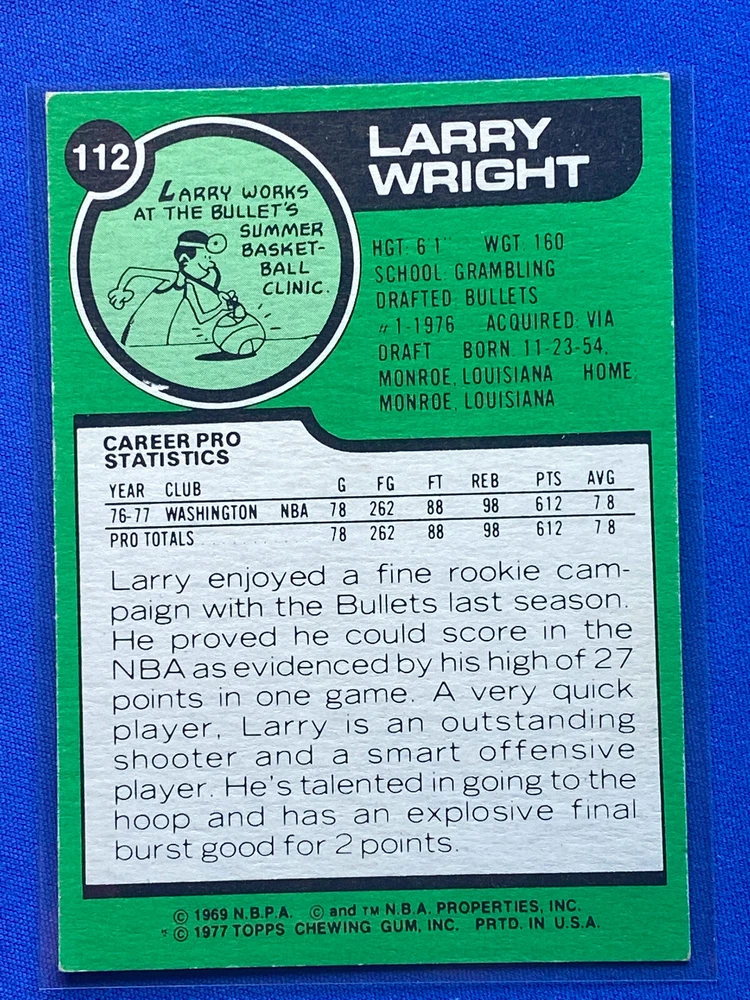 112
LARRY
WRIGHT
LARRY WORKS
AT THE BULLET'S
SUMMER
BASKET-
BALL
CLINIC.
HGT. 6'1" WGT. 160
SCHOOL: GRAMBLING
DRAFTED: BULLETS
#1-1976 ACQUIRED: VIA
DRAFT BORN: 11-23-54,
MONROE, LOUISIANA HOME:
MONROE, LOUISIANA
CAREER PRO
STATISTICS
YEAR CLUB G FG FT REB PTS AVG
76-77 WASHINGTON NBA 78 262 88 98 612 7.8
PRO TOTALS 78 262 88 98 612 7.8
Larry enjoyed a fine rookie cam-
paign with the Bullets last season.
He proved he could score in the
NBA as evidenced by his high of 27
points in one game. A very quick
player, Larry is an outstanding
shooter and a smart offensive
player. He's talented in going to the
hoop and has an explosive final
burst good for 2 points.
© 1969 N.B.P.A. © and TM N.B.A. PROPERTIES, INC.
* © 1977 TOPPS CHEWING GUM, INC. PRTD. IN U.S.A.